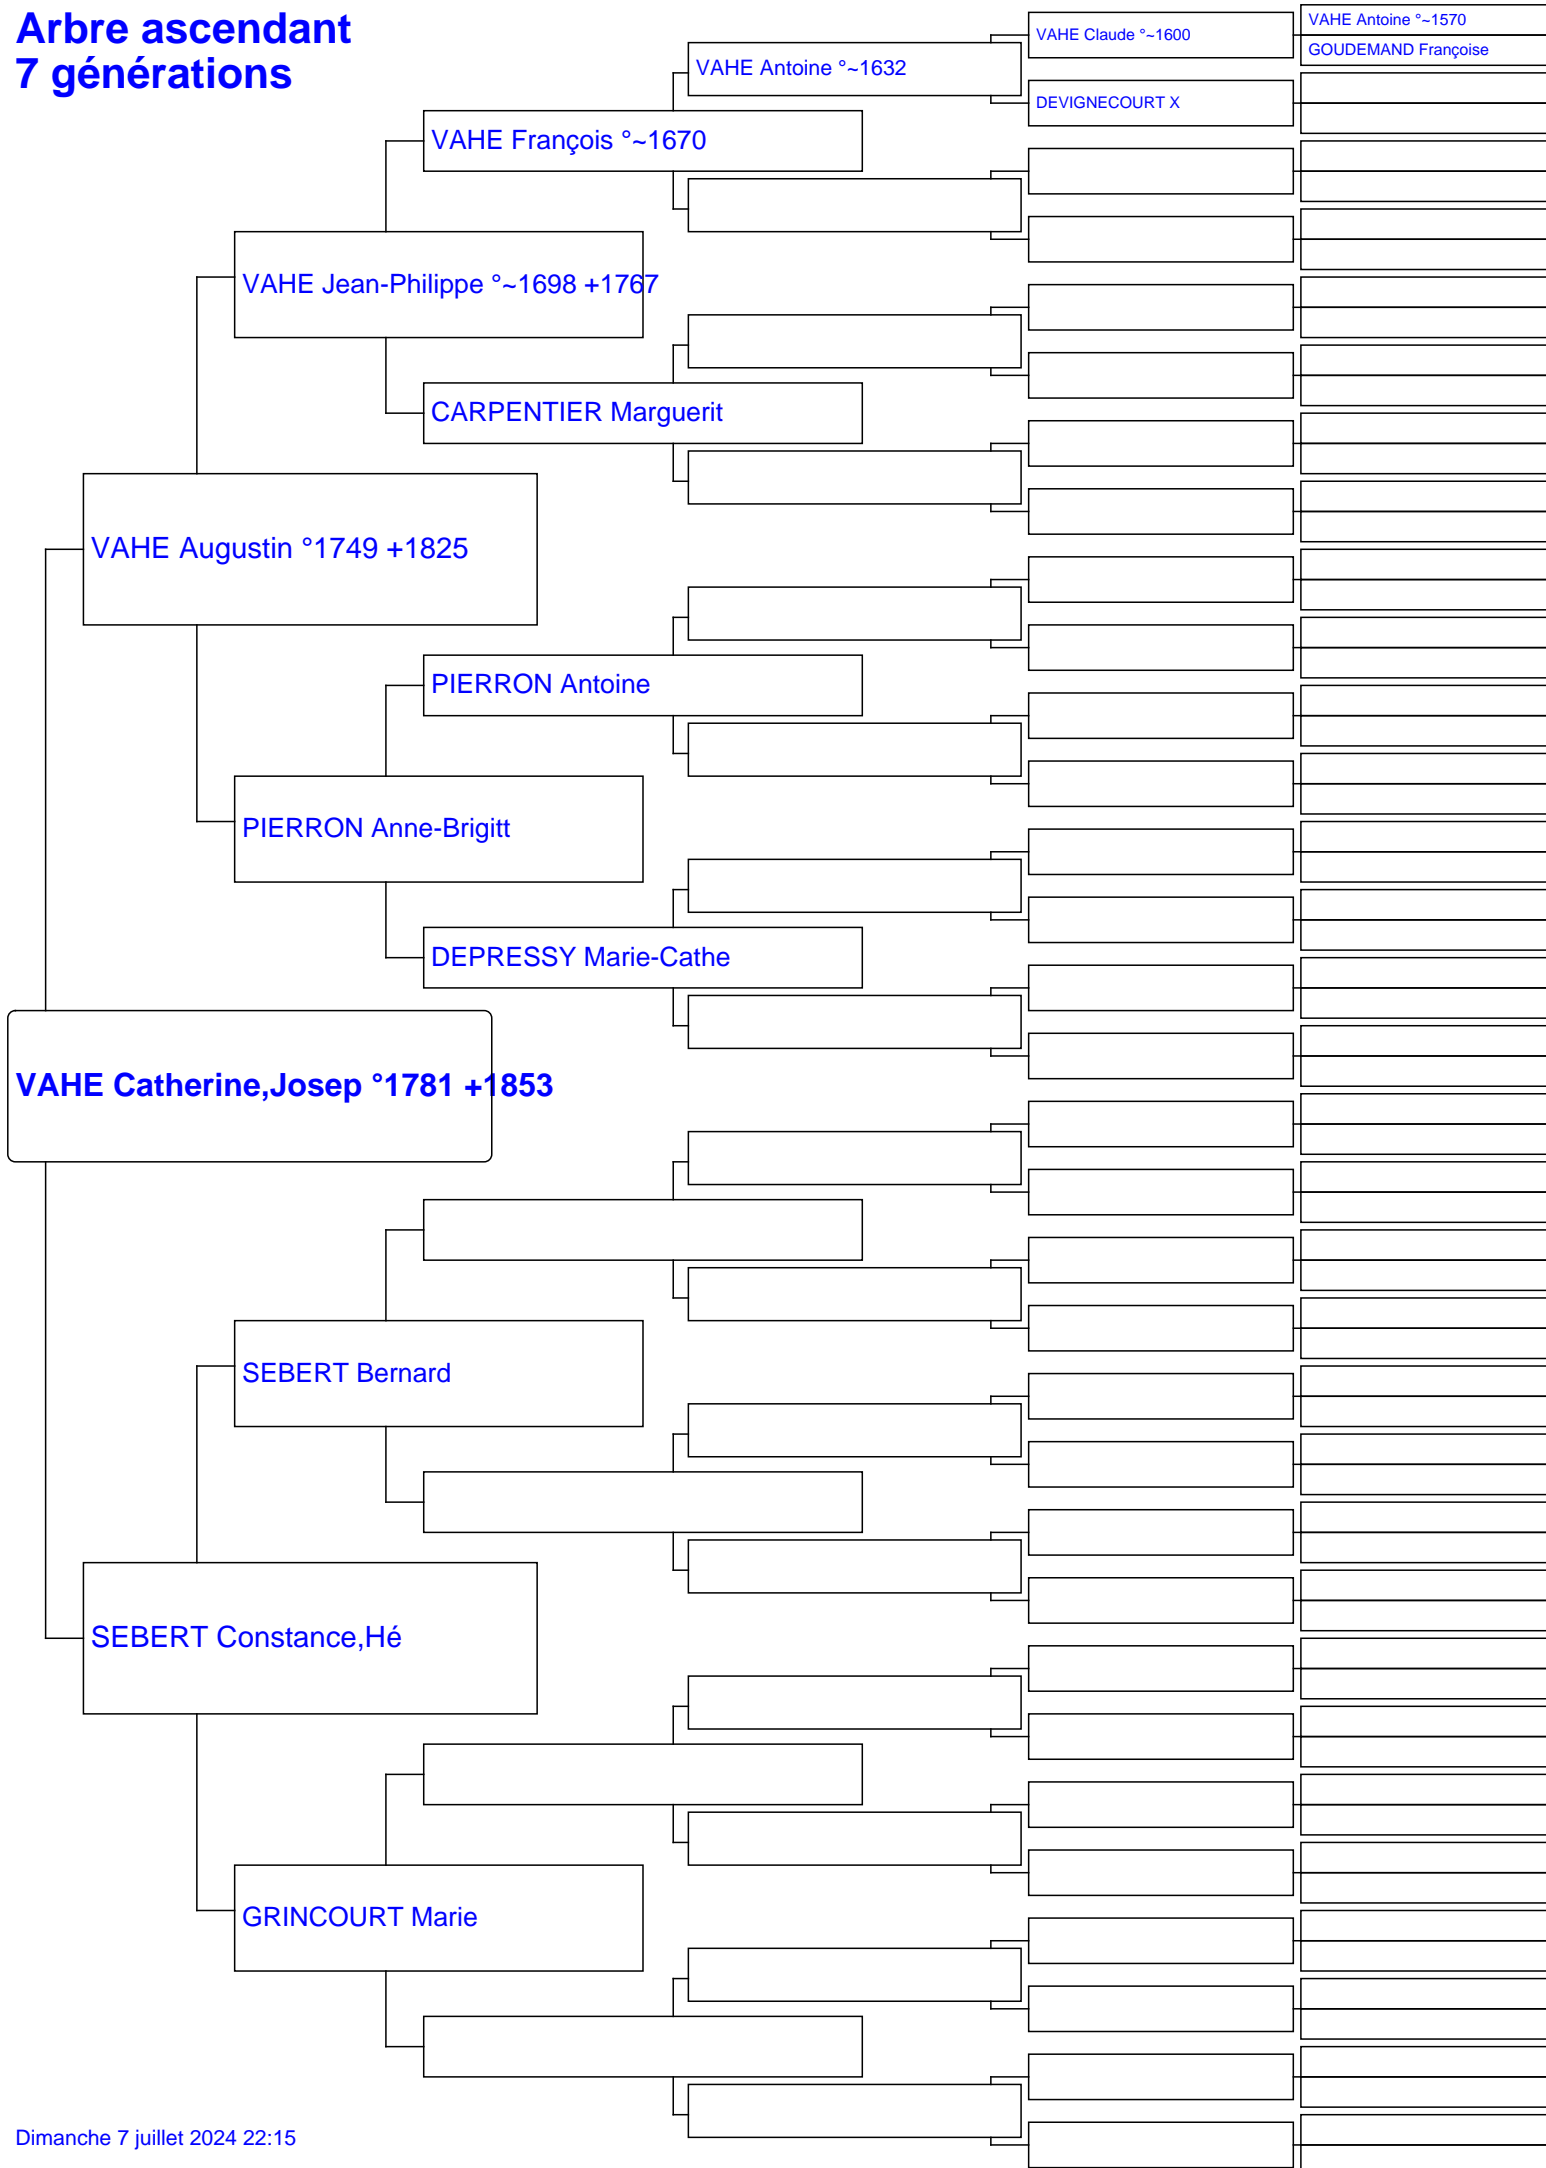 Arbre ascendant
7 générations
VAHE Antoine °~1570
VAHE Claude °~1600
GOUDEMAND Françoise
VAHE Antoine °~1632
DEVIGNECOURT X
VAHE François °~1670
VAHE Jean-Philippe °~1698 +1767
CARPENTIER Marguerit
VAHE Augustin °1749 +1825
PIERRON Antoine
PIERRON Anne-Brigitt
DEPRESSY Marie-Cathe
VAHE Catherine,Josep °1781 +1853
SEBERT Bernard
SEBERT Constance,Hé
GRINCOURT Marie
Dimanche 7 juillet 2024 22:15